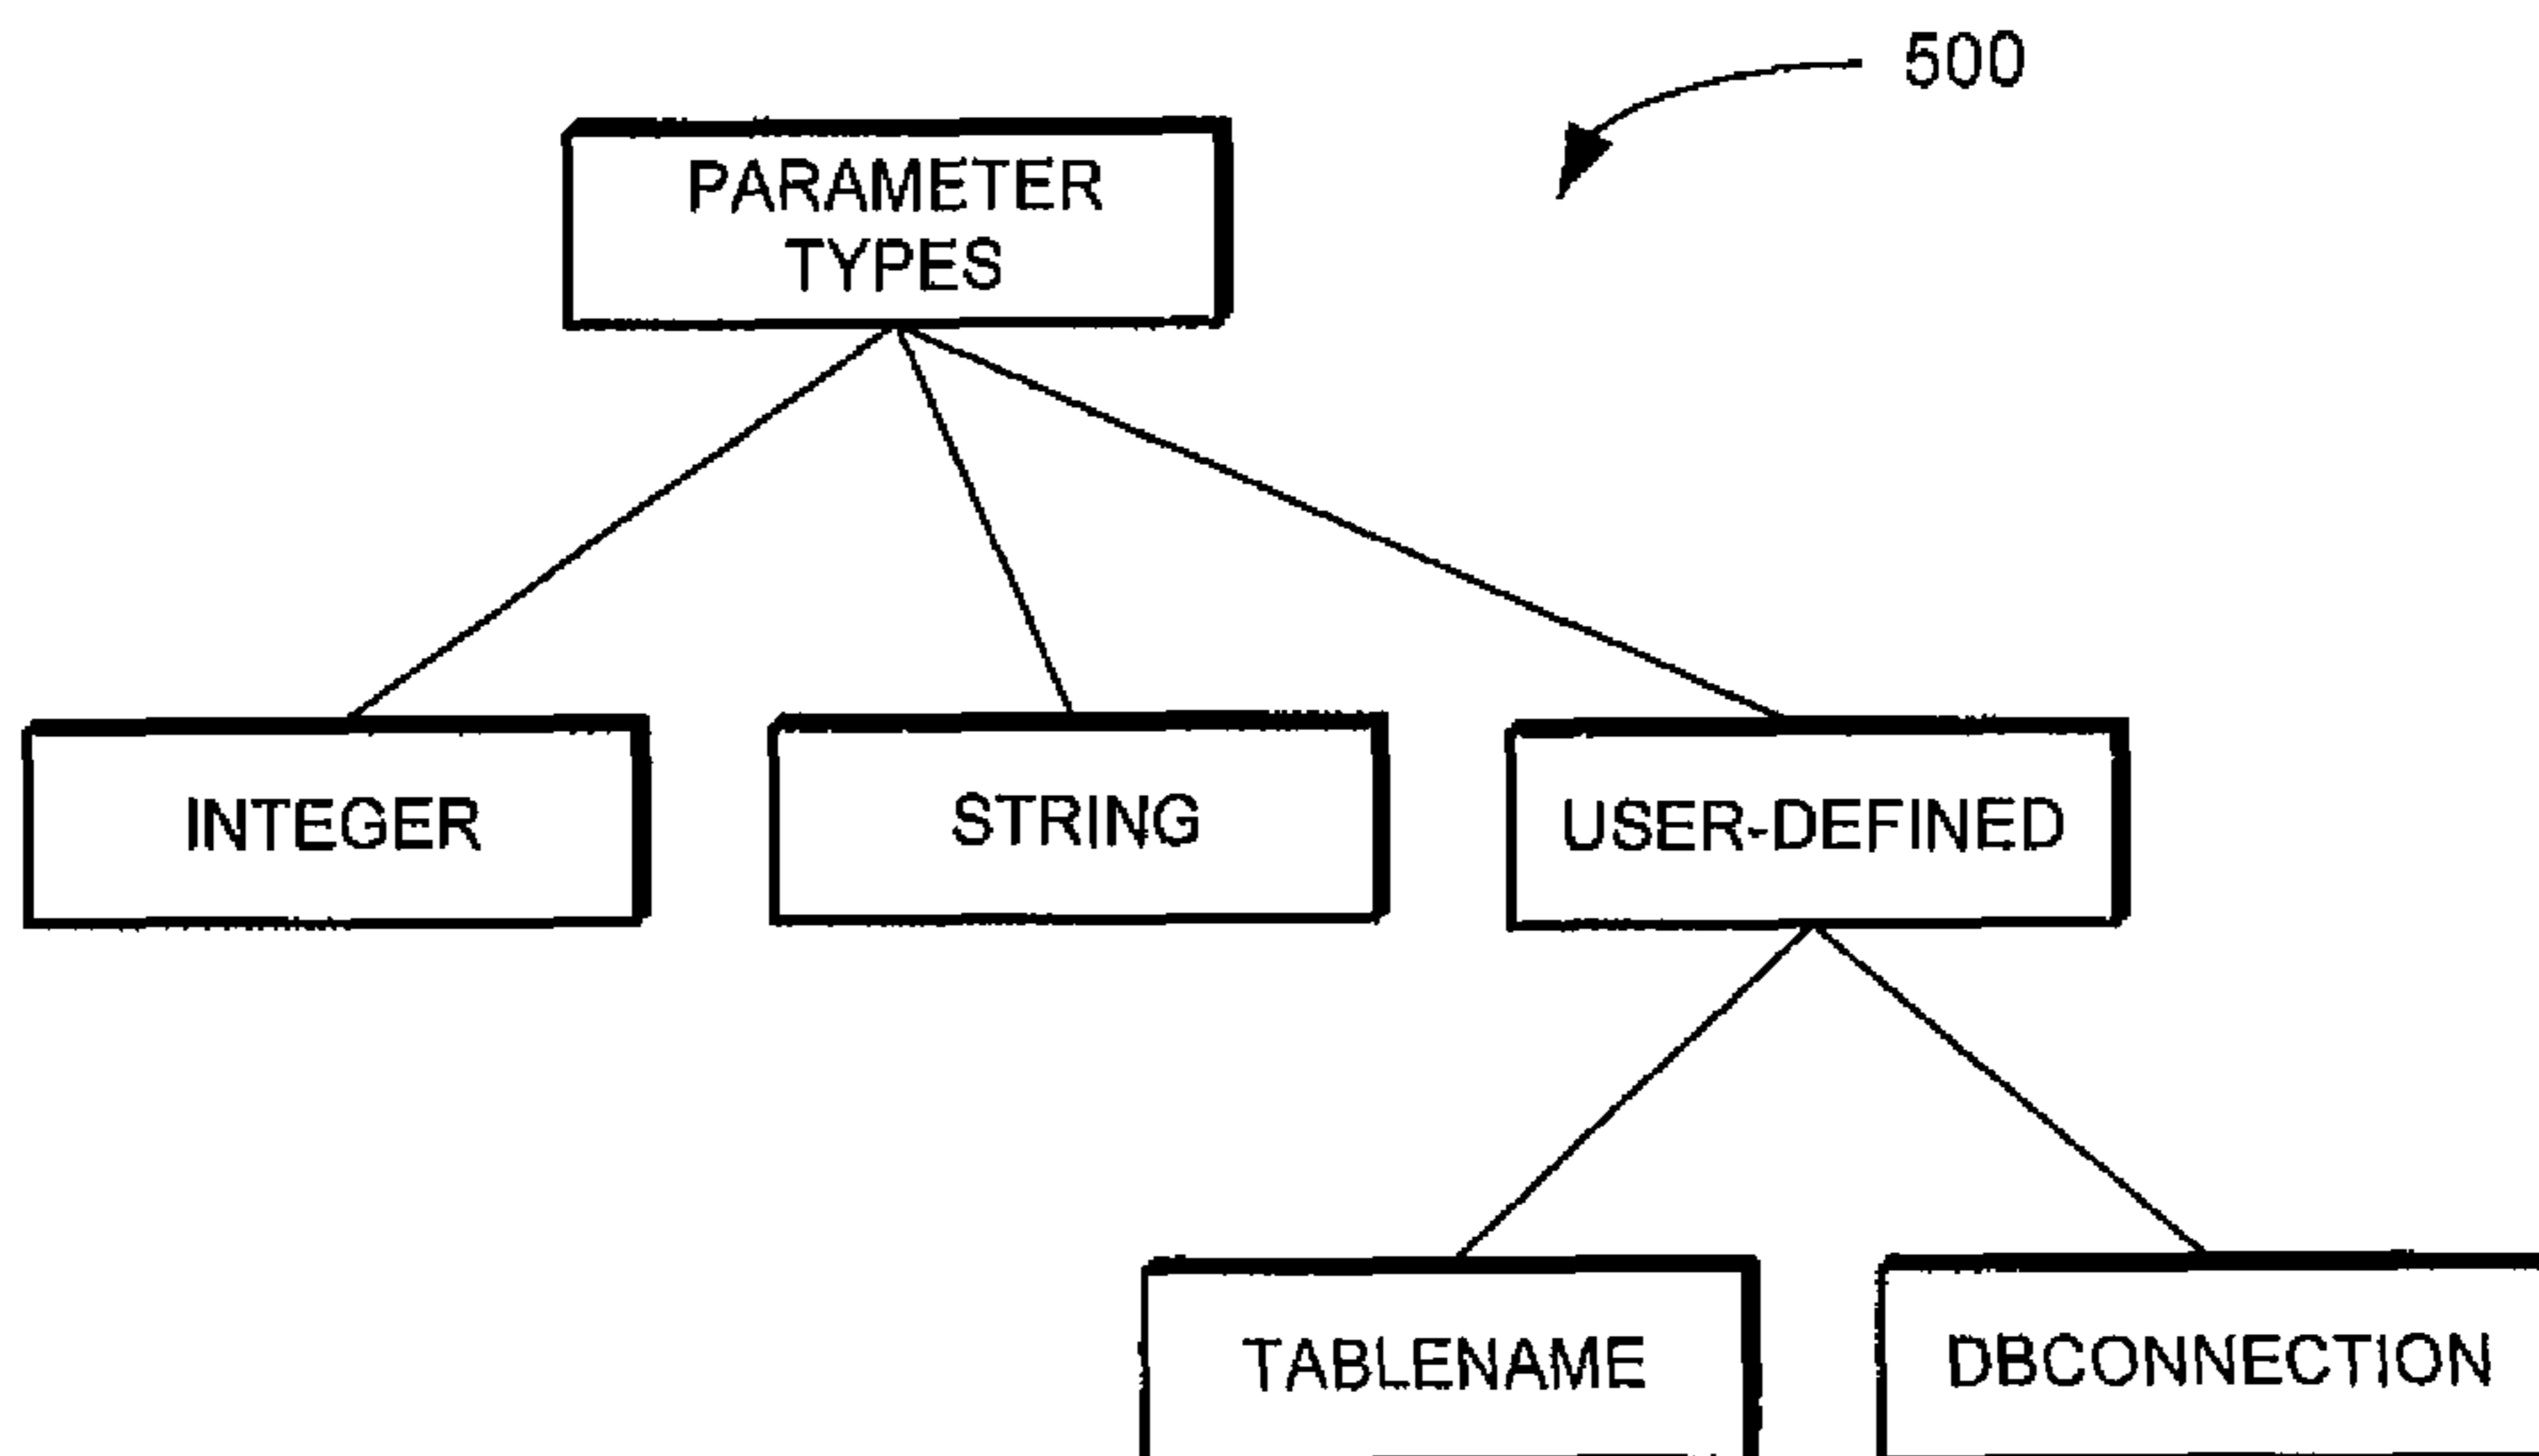 500
PARAMETER
TYPES
INTEGER
STRING
USER-DEFINED
TABLENAME
DBCONNECTION